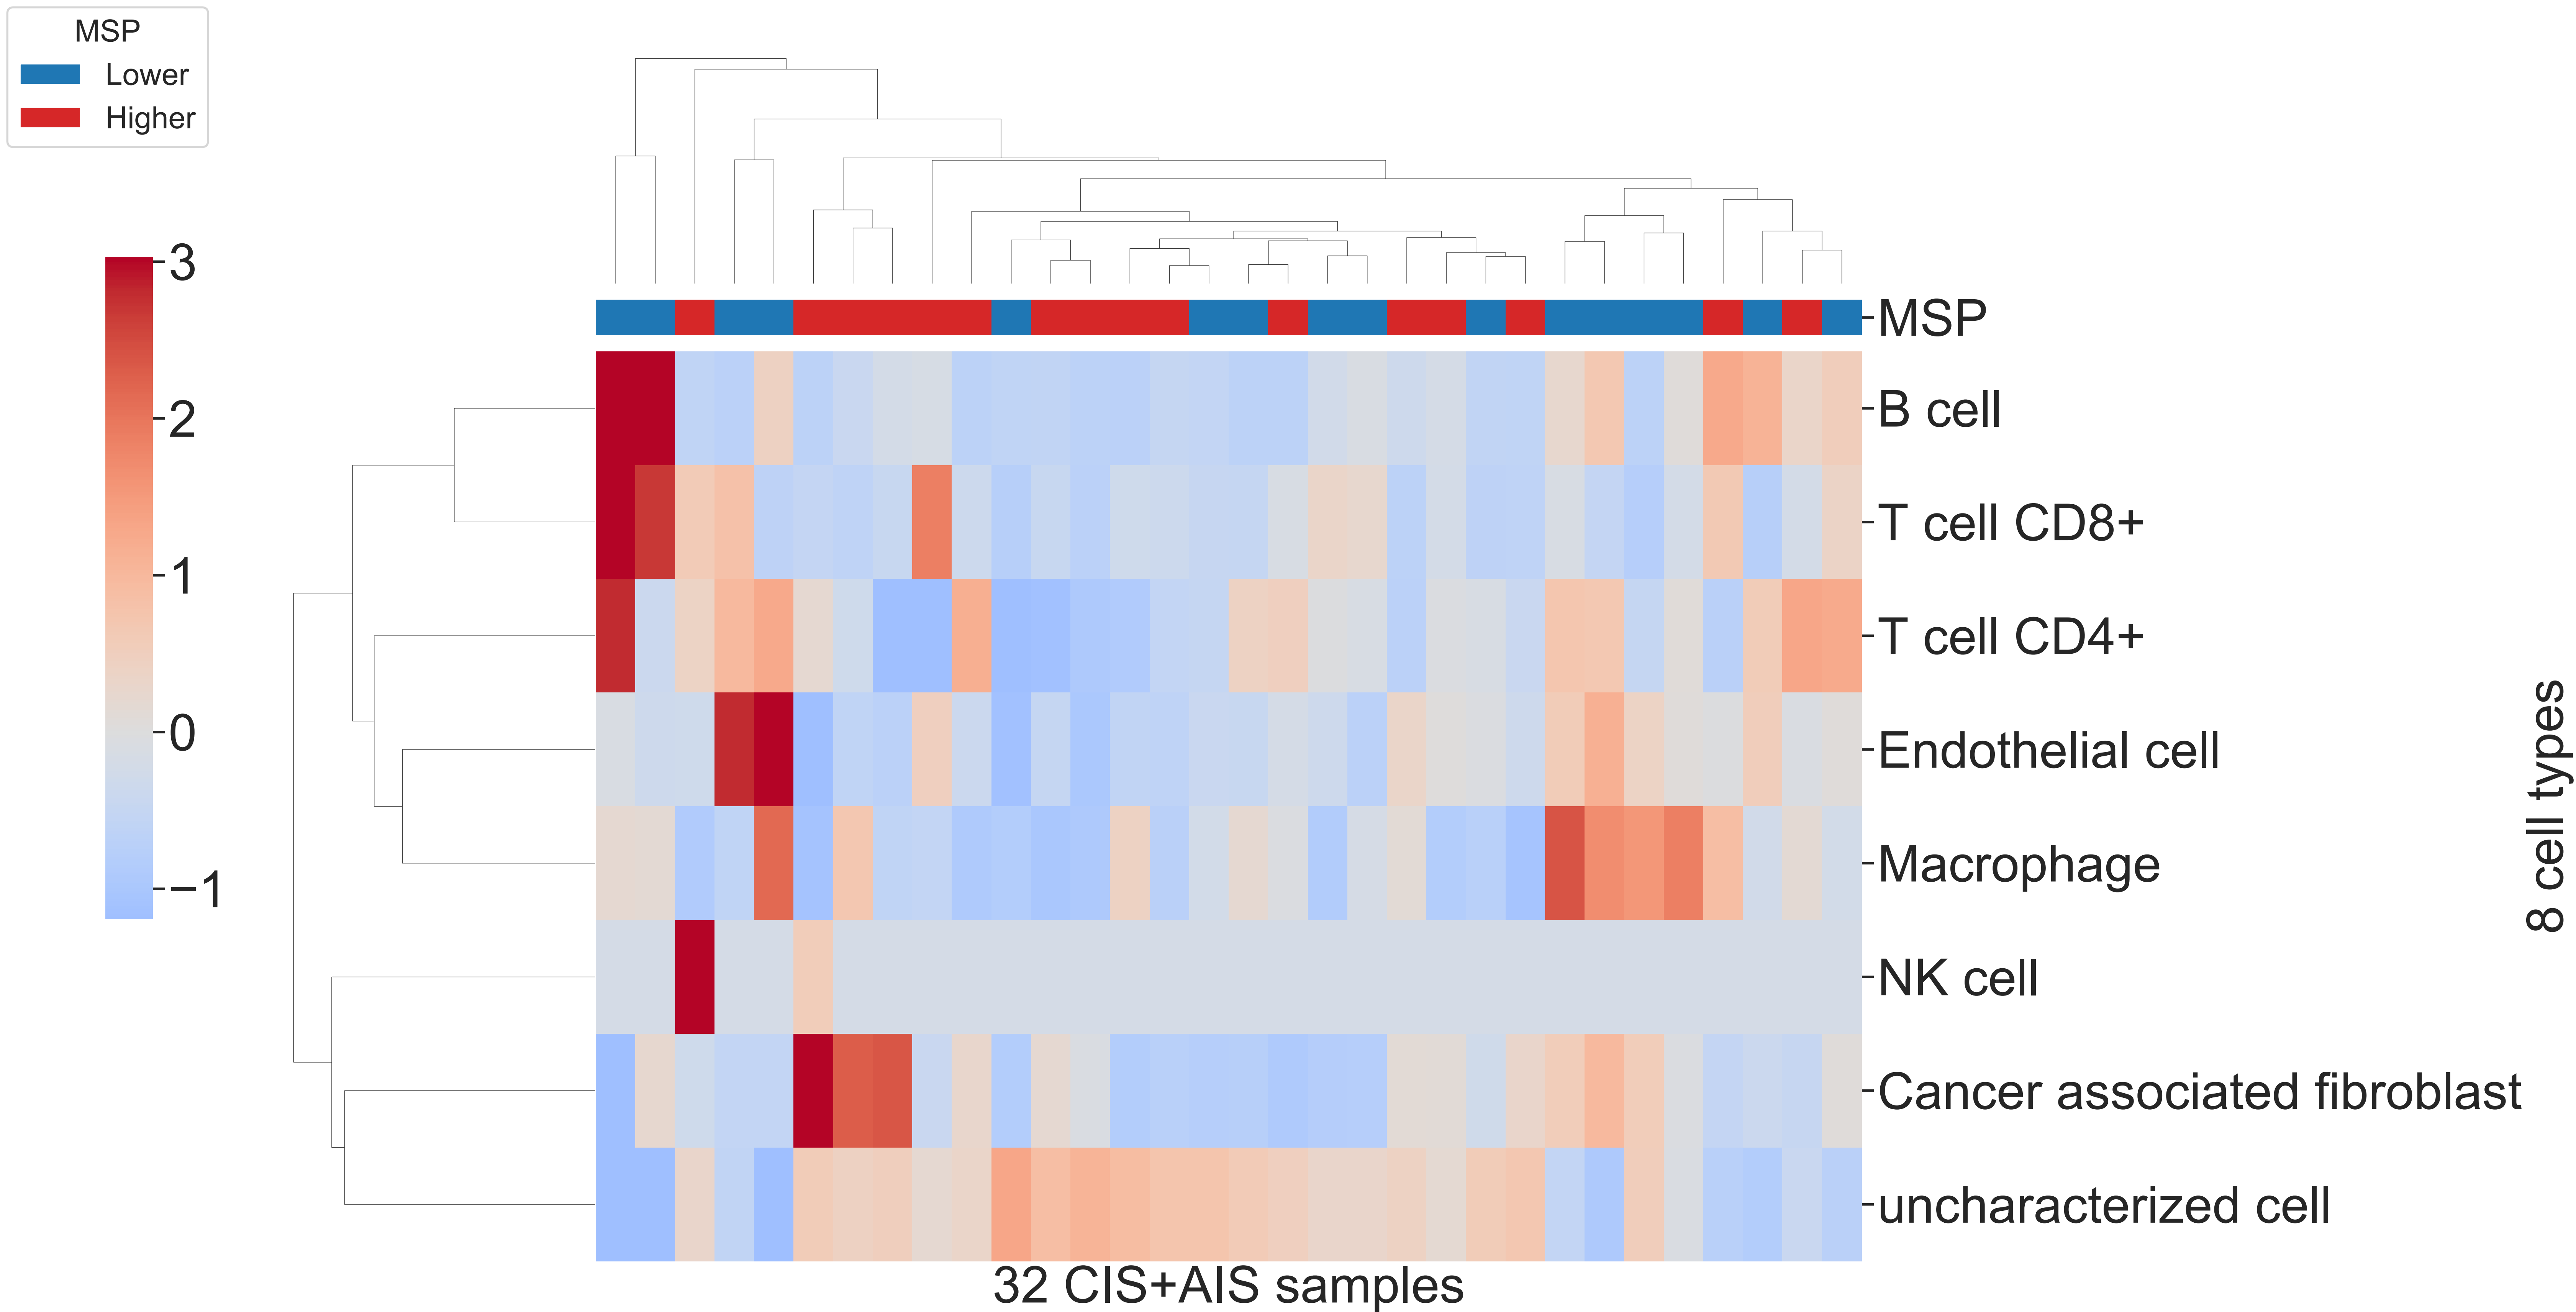 MSP
Lower
Higher
3
2
1
0
−1
MSP
B cell
T cell CD8+
T cell CD4+
Endothelial cell
Macrophage
NK cell
Cancer associated fibroblast
uncharacterized cell
8 cell types
32 CIS+AIS samples